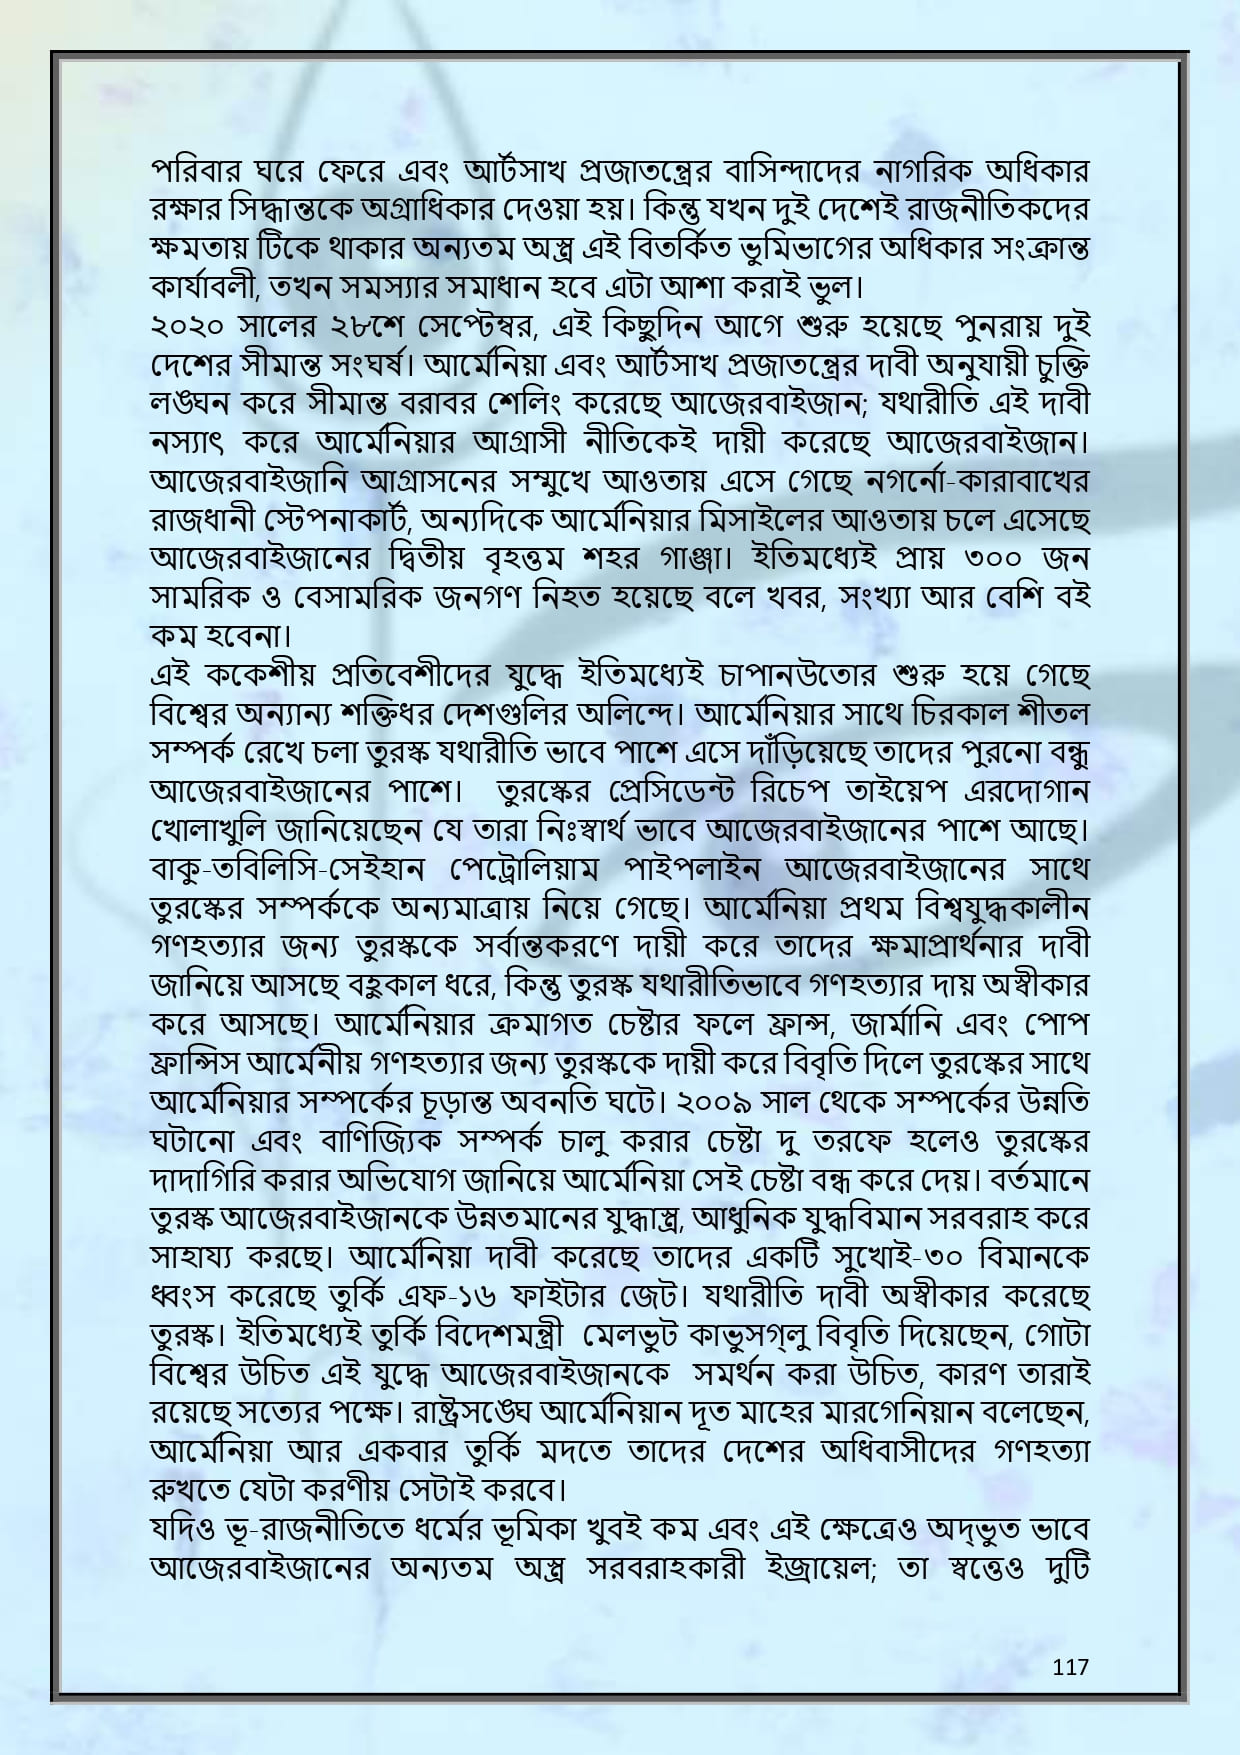 পরিবার ঘরে ফেরে এবং আর্টসাখ প্রজাতন্ত্রের বাসিন্দাদের নাগরিক অধিকার
রক্ষার সিদ্ধান্তকে অগ্রাধিকার দেওয়া হয়। কিন্তু যখন দুই দেশেই রাজনীতিকদের
ক্ষমতায় টিকে থাকার অন্যতম অস্ত্র এই বিতর্কিত ভুমিভাগের অধিকার সংক্রান্ত
কার্যাবলী, তখন সমস্যার সমাধান হবে এটা আশা করাই ভুল।
২০২০ সালের ২৮শে সেপ্টেম্বর, এই কিছুদিন আগে শুরু হয়েছে পুনরায় দুই
দেশের সীমান্ত সংঘর্ষ। আর্মেনিয়া এবং আর্টসাখ প্রজাতন্ত্রের দাবী অনুযায়ী চুক্তি
লঙ্ঘন করে সীমান্ত বরাবর শেলিং করেছে আজেরবাইজান; যথারীতি এই দাবী
নস্যাৎ করে আর্মেনিয়ার আগ্রাসী নীতিকেই দায়ী করেছে আজেরবাইজান।
আজেরবাইজানি আগ্রাসনের সম্মুখে আওতায় এসে গেছে নগর্নো-কারাবাখের
রাজধানী স্টেপনাকার্ট, অন্যদিকে আর্মেনিয়ার মিসাইলের আওতায় চলে এসেছে
আজেরবাইজানের দ্বিতীয় বৃহত্তম শহর গাঞ্জা। ইতিমধ্যেই প্রায় ৩০০ জন
সামরিক ও বেসামরিক জনগণ নিহত হয়েছে বলে খবর, সংখ্যা আর বেশি বই
কম হবেনা।
এই ককেশীয় প্রতিবেশীদের যুদ্ধে ইতিমধ্যেই চাপানউতোর শুরু হয়ে গেছে
বিশ্বের অন্যান্য শক্তিধর দেশগুলির অলিন্দে। আর্মেনিয়ার সাথে চিরকাল শীতল
সম্পর্ক রেখে চলা তুরস্ক যথারীতি ভাবে পাশে এসে দাঁড়িয়েছে তাদের পুরনো বন্ধু
আজেরবাইজানের পাশে। তুরস্কের প্রেসিডেন্ট রিচেপ তাইয়েপ এরদোগান
খোলাখুলি জানিয়েছেন যে তারা নিঃস্বার্থ ভাবে আজেরবাইজানের পাশে আছে।
বাকু-তবিলিসি-সেইহান পেট্রোলিয়াম পাইপলাইন আজেরবাইজানের সাথে
তুরস্কের সম্পর্ককে অন্যমাত্রায় নিয়ে গেছে। আর্মেনিয়া প্রথম বিশ্বযুদ্ধকালীন
গণহত্যার জন্য তুরস্ককে সর্বান্তকরণে দায়ী করে তাদের ক্ষমাপ্রার্থনার দাবী
জানিয়ে আসছে বহুকাল ধরে, কিন্তু তুরস্ক যথারীতিভাবে গণহত্যার দায় অস্বীকার
করে আসছে। আর্মেনিয়ার ক্রমাগত চেষ্টার ফলে ফ্রান্স, জার্মানি এবং পোপ
ফ্রান্সিস আর্মেনীয় গণহত্যার জন্য তুরস্ককে দায়ী করে বিবৃতি দিলে তুরস্কের সাথে
আর্মেনিয়ার সম্পর্কের চূড়ান্ত অবনতি ঘটে। ২০০৯ সাল থেকে সম্পর্কের উন্নতি
ঘটানো এবং বাণিজ্যিক সম্পর্ক চালু করার চেষ্টা দু তরফে হলেও তুরস্কের
দাদাগিরি করার অভিযোগ জানিয়ে আর্মেনিয়া সেই চেষ্টা বন্ধ করে দেয়। বর্তমানে
তুরস্ক আজেরবাইজানকে উন্নতমানের যুদ্ধাস্ত্র, আধুনিক যুদ্ধবিমান সরবরাহ করে
সাহায্য করছে। আর্মেনিয়া দাবী করেছে তাদের একটি সুখোই-৩০ বিমানকে
ধ্বংস করেছে তুর্কি এফ-১৬ ফাইটার জেট। যথারীতি দাবী অস্বীকার করেছে
তুরস্ক। ইতিমধ্যেই তুর্কি বিদেশমন্ত্রী মেলভুট কাভুসগ্লু বিবৃতি দিয়েছেন, গোটা
বিশ্বের উচিত এই যুদ্ধে আজেরবাইজানকে সমর্থন করা উচিত, কারণ তারাই
রয়েছে সত্যের পক্ষে। রাষ্ট্রসঙ্ঘে আর্মেনিয়ান দূত মাহের মারগেনিয়ান বলেছেন,
আর্মেনিয়া আর একবার তুর্কি মদতে তাদের দেশের অধিবাসীদের গণহত্যা
রুখতে যেটা করণীয় সেটাই করবে।
যদিও ভূ-রাজনীতিতে ধর্মের ভূমিকা খুবই কম এবং এই ক্ষেত্রেও অদ্ভুত ভাবে
আজেরবাইজানের অন্যতম অস্ত্র সরবরাহকারী ইজ্রায়েল; তা স্বত্তেও দুটি
117